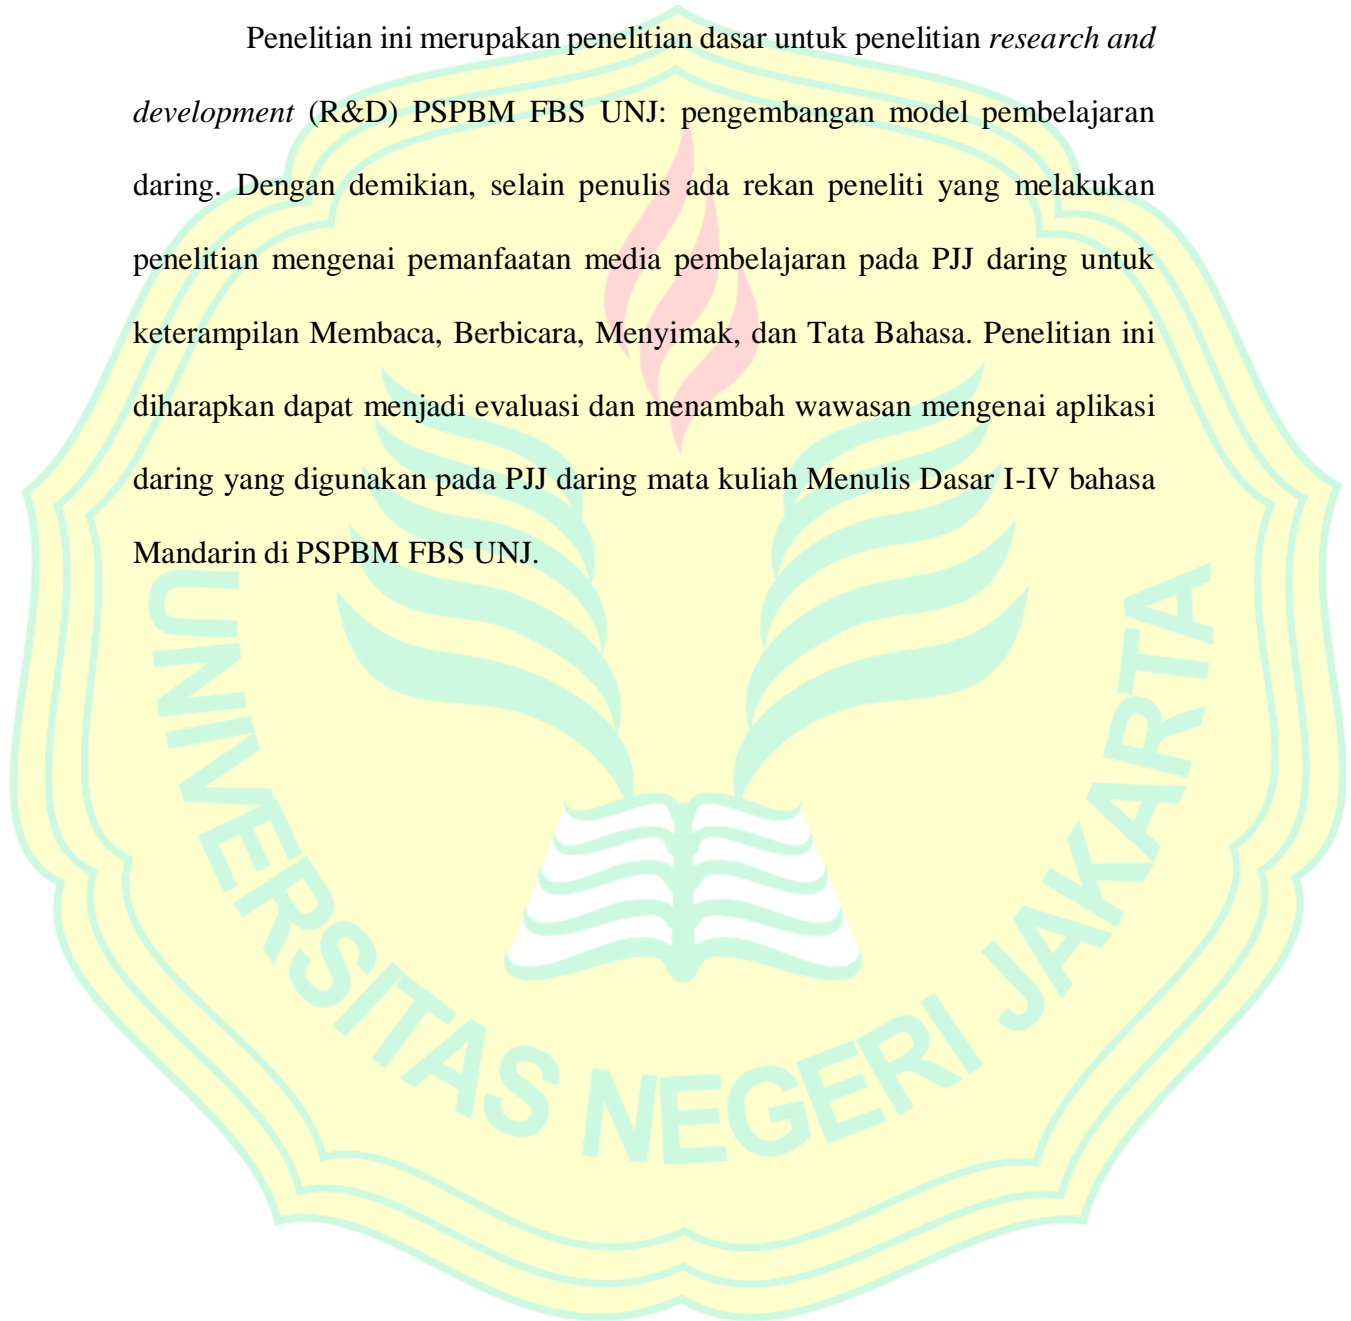 Penelitian ini merupakan penelitian dasar untuk penelitian research and
development (R&D) PSPBM FBS UNJ: pengembangan model pembelajaran
daring. Dengan demikian, selain penulis ada rekan peneliti yang melakukan
penelitian mengenai pemanfaatan media pembelajaran pada PJJ daring untuk
keterampilan Membaca, Berbicara, Menyimak, dan Tata Bahasa. Penelitian ini
diharapkan dapat menjadi evaluasi dan menambah wawasan mengenai aplikasi
daring yang digunakan pada PJJ daring mata kuliah Menulis Dasar I-IV bahasa
Mandarin di PSPBM FBS UNJ.
UNIVERSITAS NEGERI JAKARTA